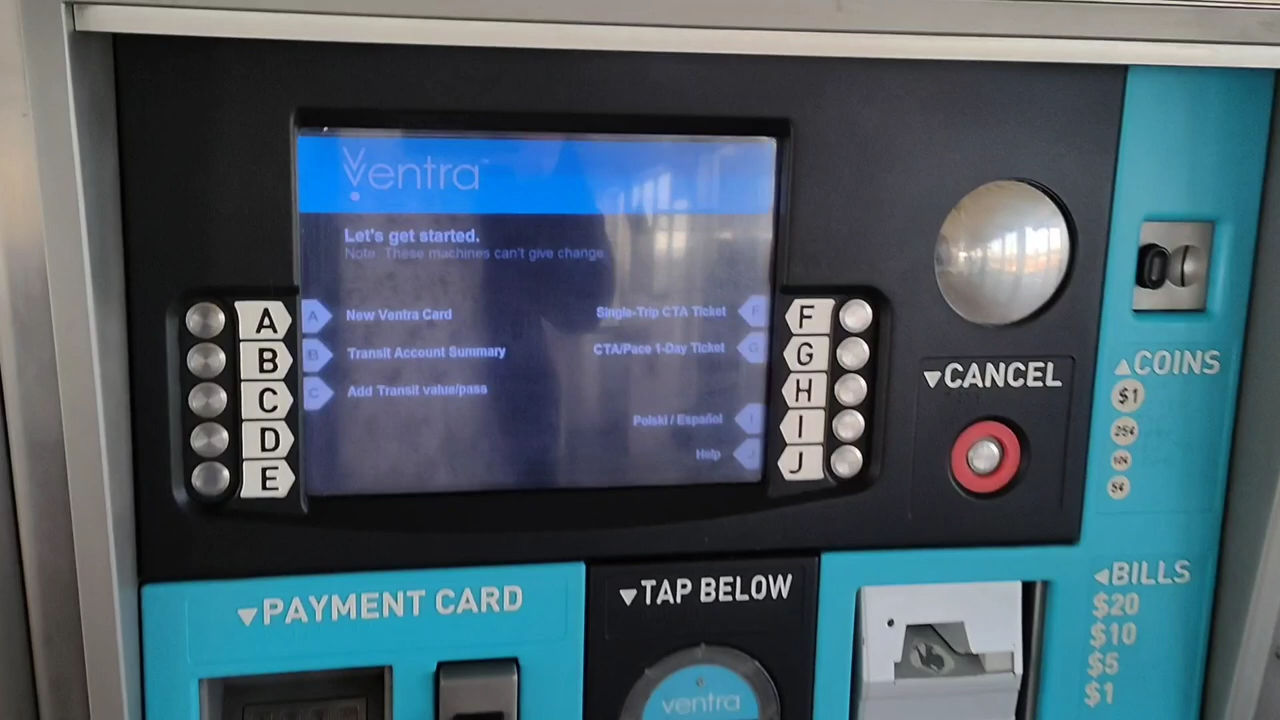 Ventra
Let's get started.
Note: These machines can't give change
A New Ventra Card
B Transit Account Summary
C Add Transit value/pass
Single-Trip CTA Ticket F
CTA/Pace 1-Day Ticket G
Polski / Español I
Help J
A
B
C
D
E
F
G
H
I
J
CANCEL
COINS
$1
25¢
10¢
5¢
BILLS
$20
$10
$5
$1
PAYMENT CARD
TAP BELOW
ventra